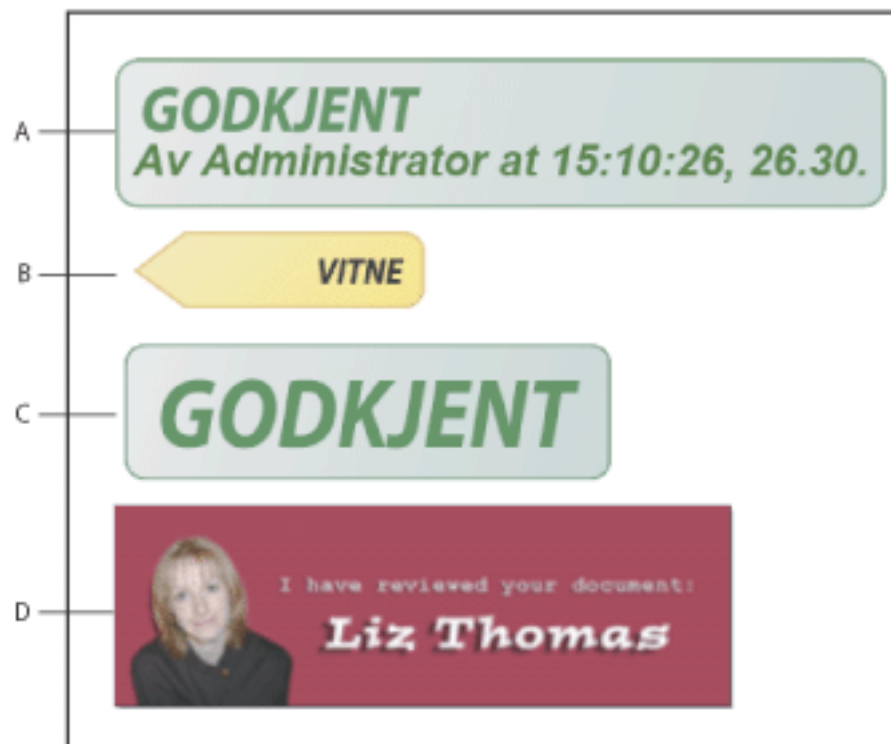 A
GODKJENT
Av Administrator at 15:10:26, 26.30.
B
VITNE
C
GODKJENT
D
I have reviewed your document:
Liz Thomas